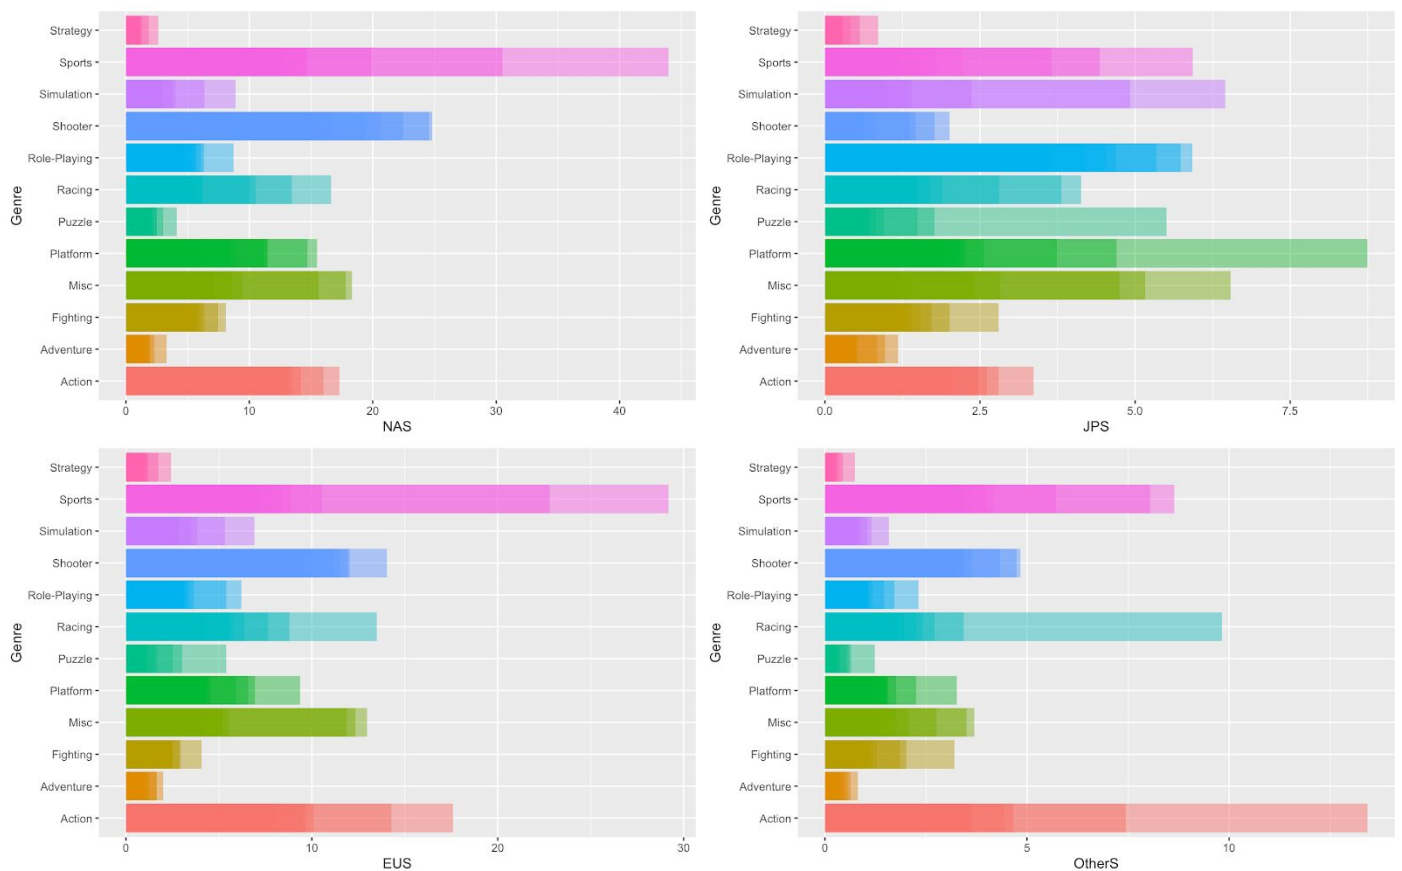 Strategy
Sports
Simulation
Shooter
Role-Playing
Racing
Puzzle
Platform
Misc
Fighting
Adventure
Action
Genre
0 10 20 30 40
NAS
Strategy
Sports
Simulation
Shooter
Role-Playing
Racing
Puzzle
Platform
Misc
Fighting
Adventure
Action
Genre
0.0 2.5 5.0 7.5
JPS
Strategy
Sports
Simulation
Shooter
Role-Playing
Racing
Puzzle
Platform
Misc
Fighting
Adventure
Action
Genre
0 10 20 30
EUS
Strategy
Sports
Simulation
Shooter
Role-Playing
Racing
Puzzle
Platform
Misc
Fighting
Adventure
Action
Genre
0 5 10
OtherS